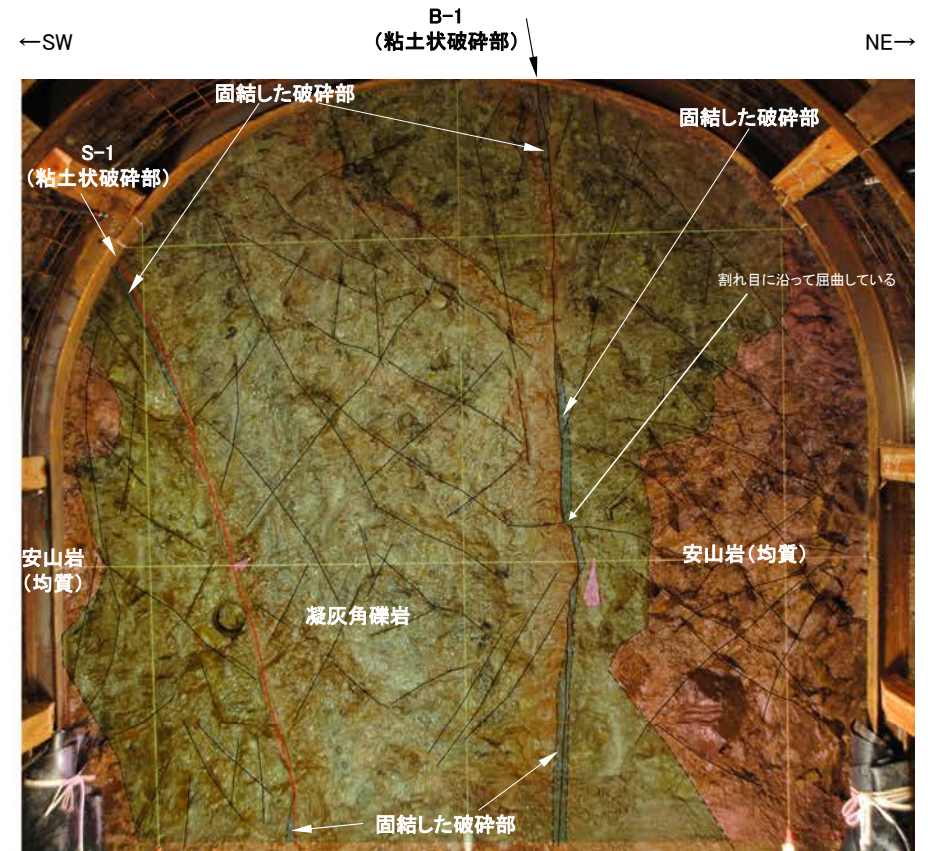 B-1
(粘土状破砕部)
←SW
NE→
固結した破砕部
固結した破砕部
S-1
(粘土状破砕部)
割れ目に沿って屈曲している
安山岩
(均質)
安山岩(均質)
凝灰角礫岩
固結した破砕部